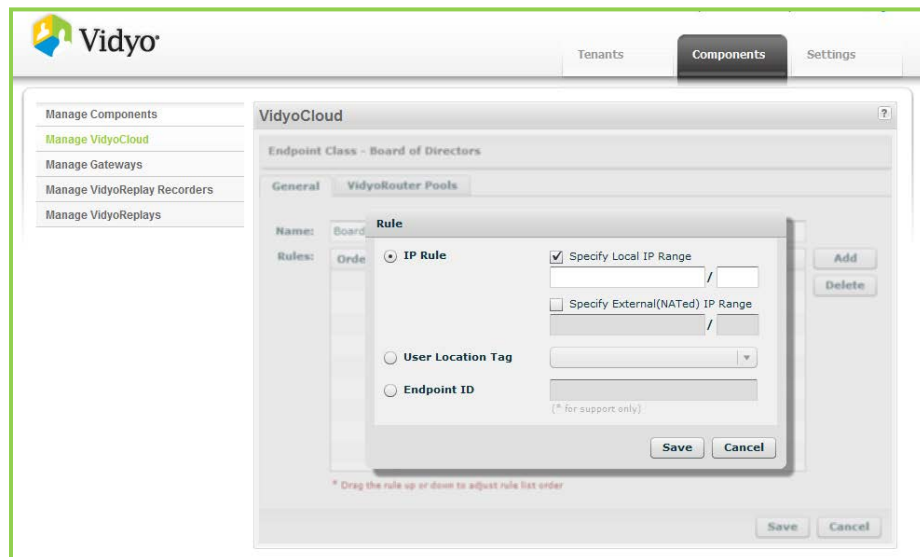 Vidyo
Tenants Components Settings
Manage Components
Manage VidyoCloud
Manage Gateways
Manage VidyoReplay Recorders
Manage VidyoReplays
VidyoCloud ?
Endpoint Class - Board of Directors
General VidyoRouter Pools
Name: Board
Rules: Orde
Add
Delete
Rule
IP Rule
Specify Local IP Range
/
Specify External(NATed) IP Range
/
User Location Tag
Endpoint ID
(* for support only)
Save Cancel
* Drag the rule up or down to adjust rule list order
Save Cancel